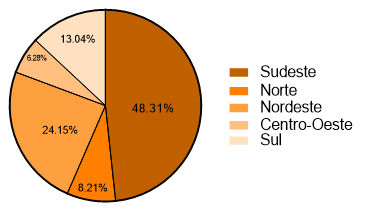 13.04%
6.28%
48.31%
24.15%
8.21%
Sudeste
Norte
Nordeste
Centro-Oeste
Sul